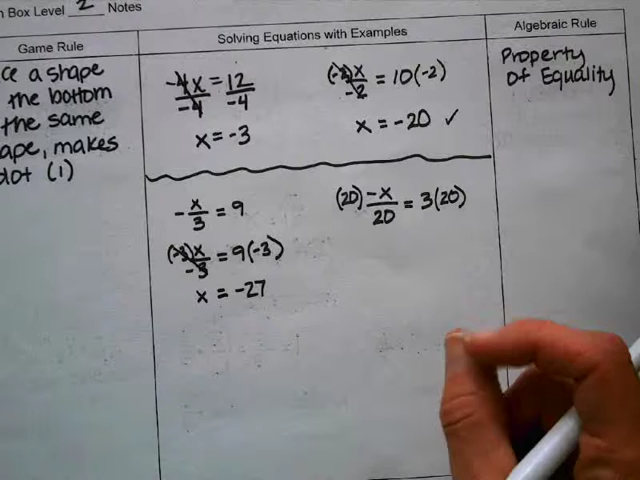 n Box Level 2 Notes
Game Rule
Solving Equations with Examples
Algebraic Rule
ce a shape
the bottom
the same
ape, makes
dot (1)
-4x/-4 = 12/-4
x = -3
(-2)x/-2 = 10(-2)
x = -20 ✓
-x/3 = 9
(-3)x/-3 = 9(-3)
x = -27
(20)-x/20 = 3(20)
Property
of Equality